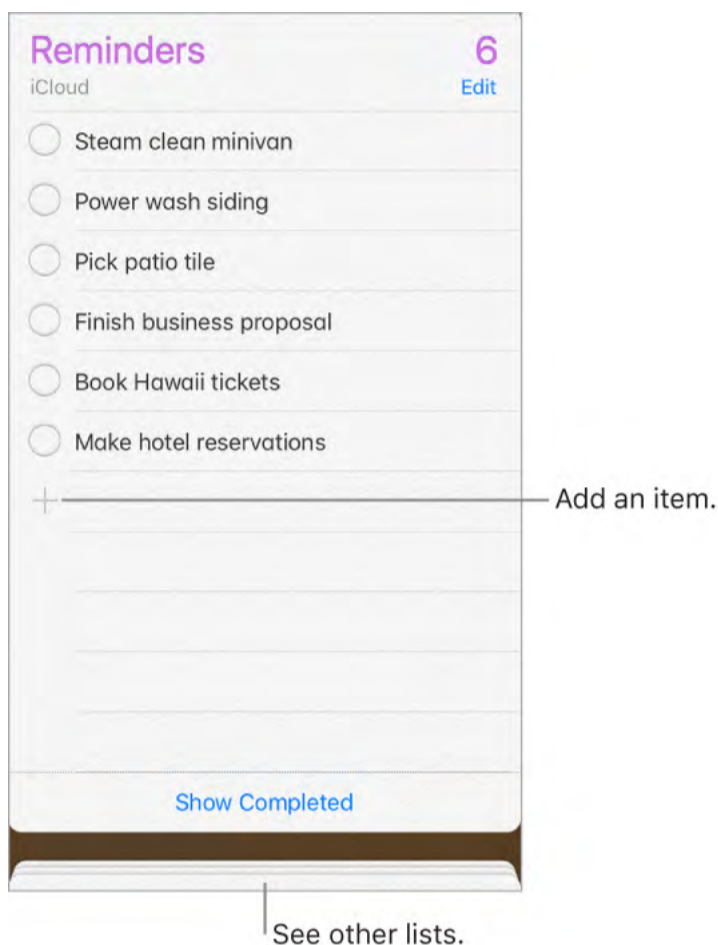 Reminders 6
iCloud Edit
Steam clean minivan
Power wash siding
Pick patio tile
Finish business proposal
Book Hawaii tickets
Make hotel reservations
Add an item.
Show Completed
See other lists.